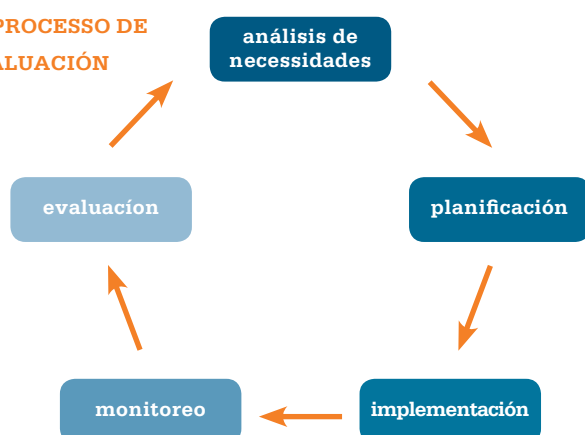 PROCESSO DE
ALUACIÓN
análisis de
necessidades
planificación
implementación
monitoreo
evaluacíon